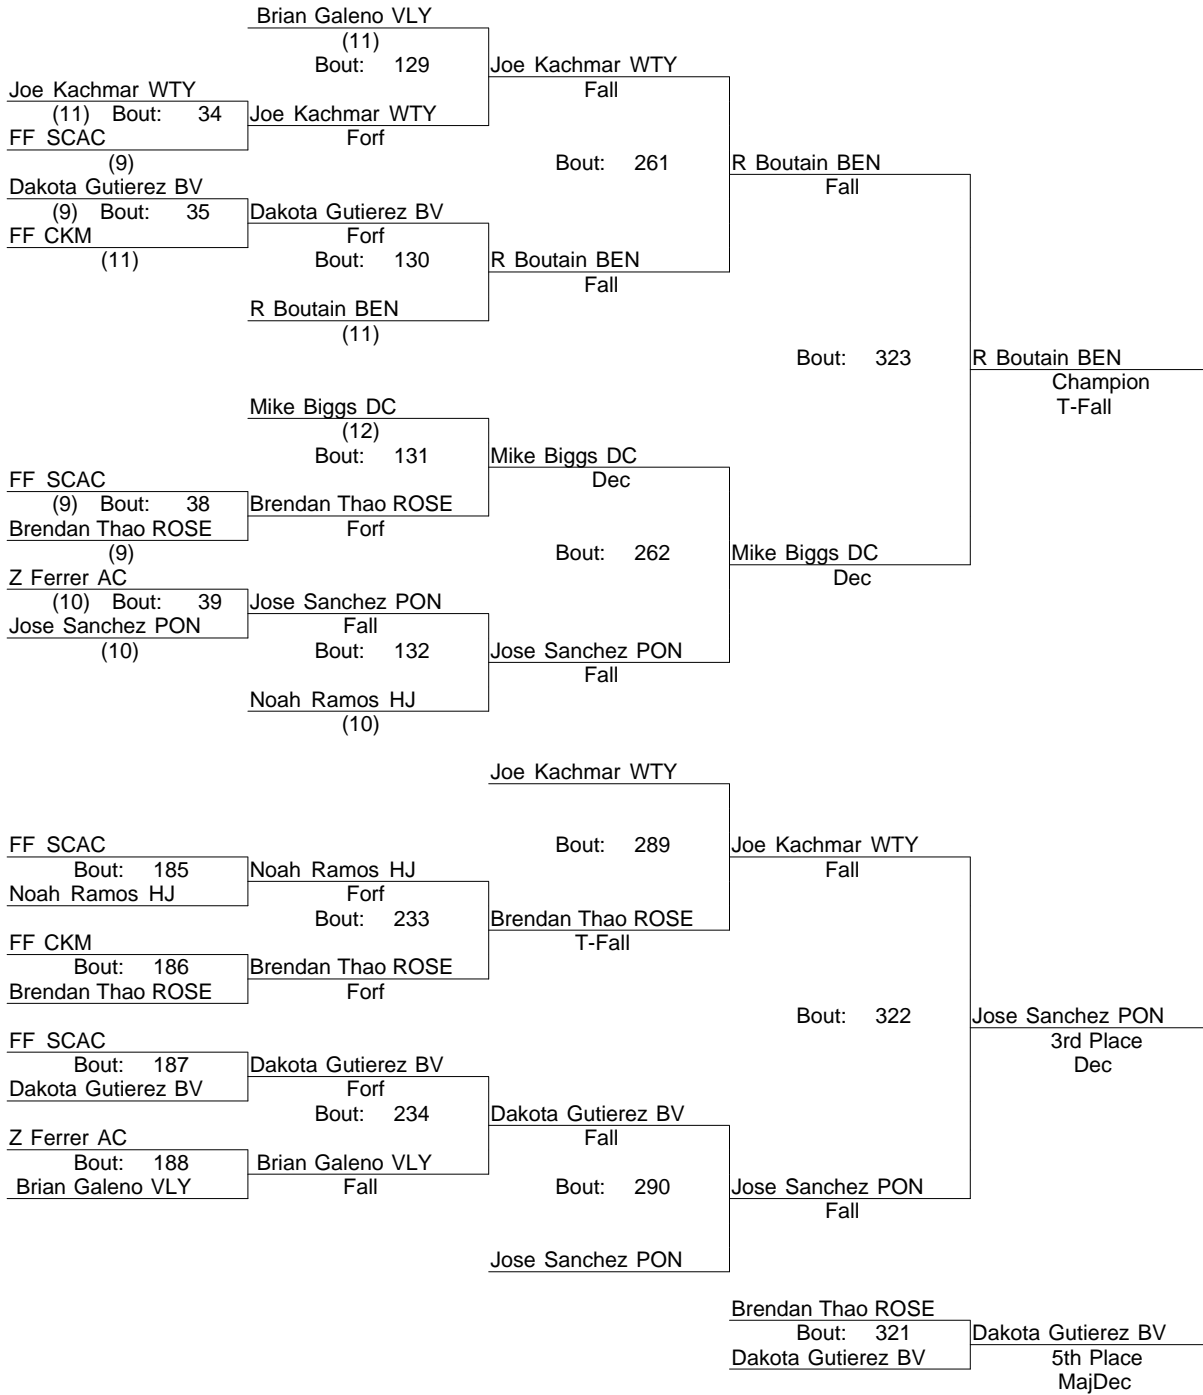 Brian Galeno VLY
(11)
Bout: 129
Joe Kachmar WTY
Fall
Joe Kachmar WTY
(11) Bout: 34
Joe Kachmar WTY
FF SCAC
Forf
(9)
Bout: 261
R Boutain BEN
Fall
Dakota Gutierez BV
(9) Bout: 35
Dakota Gutierez BV
FF CKM
Forf
(11)
Bout: 130
R Boutain BEN
Fall
R Boutain BEN
(11)
Bout: 323
R Boutain BEN
Champion
T-Fall
Mike Biggs DC
(12)
Bout: 131
Mike Biggs DC
Dec
FF SCAC
(9) Bout: 38
Brendan Thao ROSE
Brendan Thao ROSE
Forf
(9)
Bout: 262
Mike Biggs DC
Dec
Z Ferrer AC
(10) Bout: 39
Jose Sanchez PON
Jose Sanchez PON
Fall
(10)
Bout: 132
Jose Sanchez PON
Fall
Noah Ramos HJ
(10)
Joe Kachmar WTY
Bout: 289
Joe Kachmar WTY
Fall
FF SCAC
Bout: 185
Noah Ramos HJ
Noah Ramos HJ
Forf
Bout: 233
Brendan Thao ROSE
T-Fall
FF CKM
Bout: 186
Brendan Thao ROSE
Brendan Thao ROSE
Forf
Bout: 322
Jose Sanchez PON
3rd Place
Dec
FF SCAC
Bout: 187
Dakota Gutierez BV
Dakota Gutierez BV
Forf
Bout: 234
Dakota Gutierez BV
Fall
Z Ferrer AC
Bout: 188
Brian Galeno VLY
Brian Galeno VLY
Fall
Bout: 290
Jose Sanchez PON
Fall
Jose Sanchez PON
Brendan Thao ROSE
Bout: 321
Dakota Gutierez BV
Dakota Gutierez BV
5th Place
MajDec